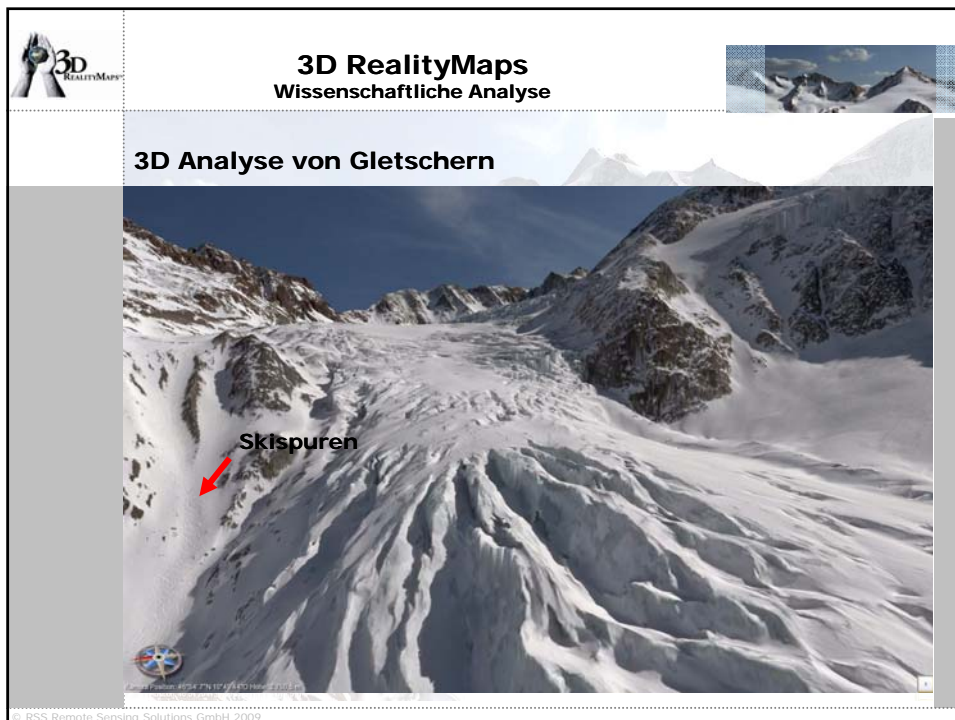 3D
REALITYMAPS
3D RealityMaps
Wissenschaftliche Analyse
3D Analyse von Gletschern
Skispuren
© RSS Remote Sensing Solutions GmbH 2009